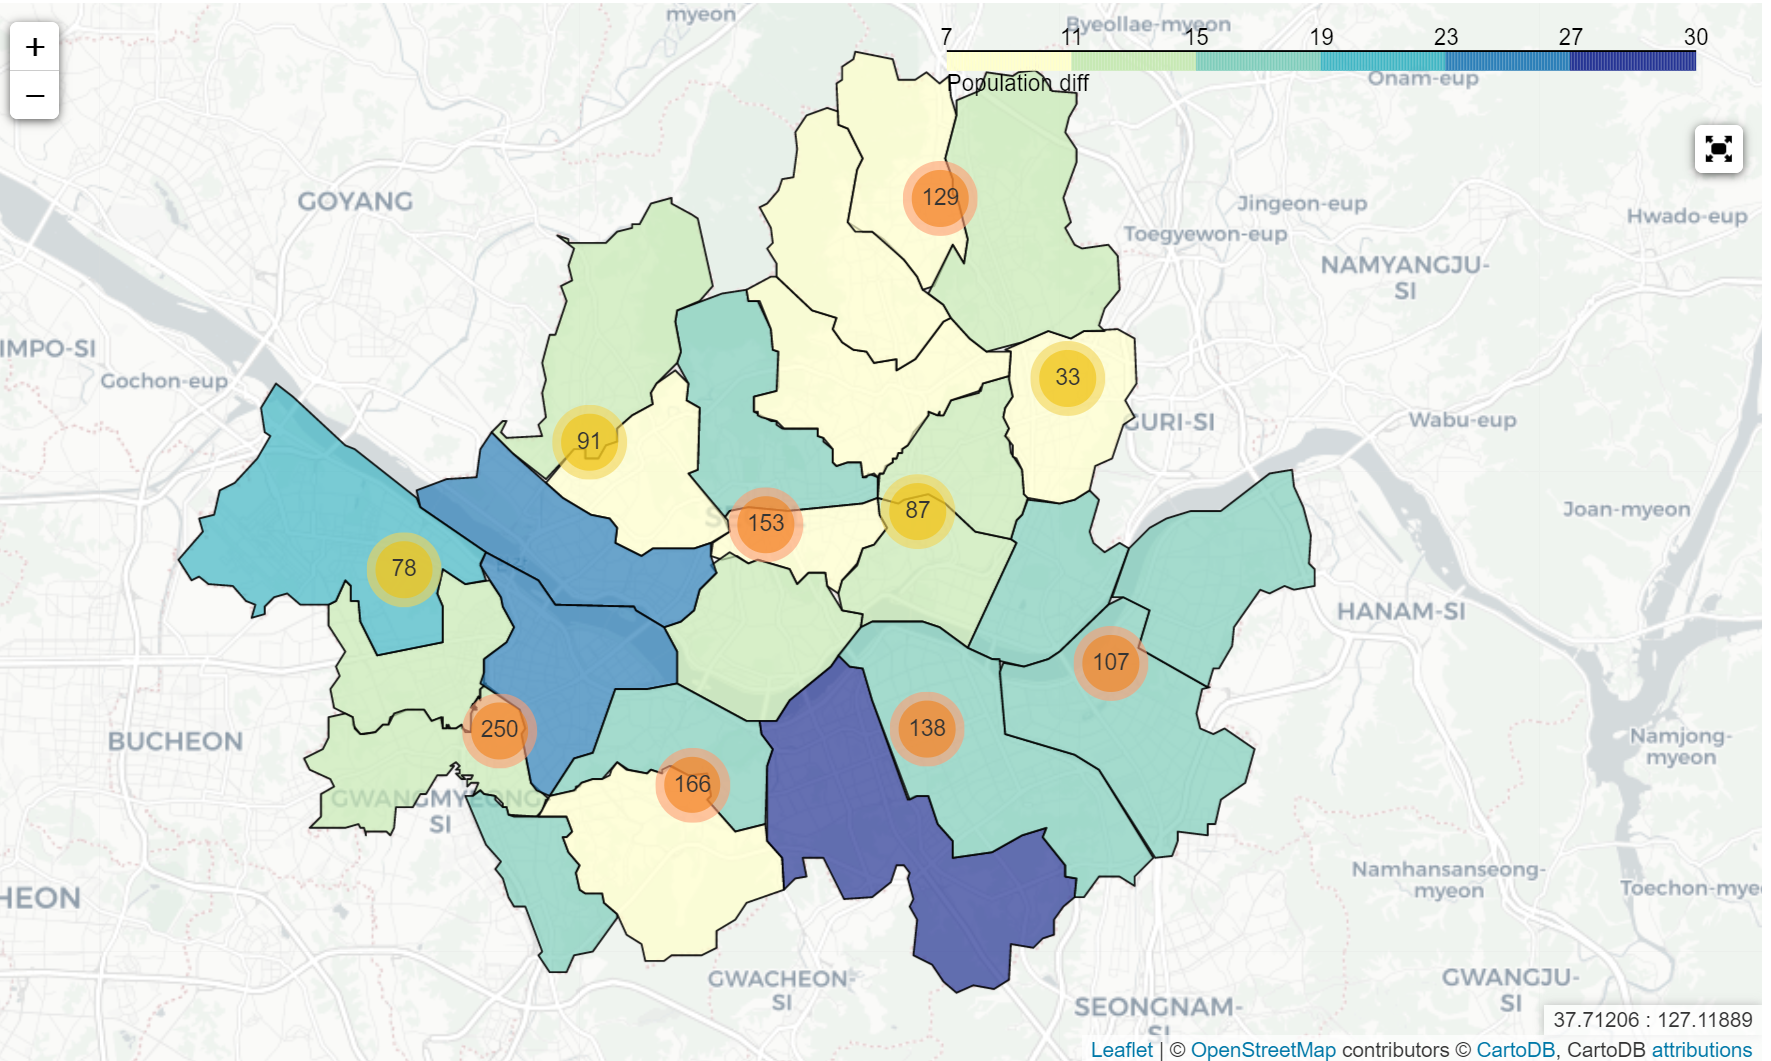 myeon
Byeollae-myeon
7 11 15 19 23 27 30
Population diff
Onam-eup
+
−
GOYANG
129
Jingeon-eup
Hwado-eup
Toegyewon-eup
NAMYANGJU-
SI
IMPO-SI
Gochon-eup
33
GURI-SI
Wabu-eup
91
153
87
Joan-myeon
78
HANAM-SI
107
BUCHEON
250
138
Namjong-
myeon
166
GWANGMYEONG
SI
HEON
Namhansanseong-
myeon
Toechon-mye
GWACHEON-
SI
SEONGNAM-
SI
GWANGJU-
SI
37.71206 : 127.11889
Leaflet | © OpenStreetMap contributors © CartoDB, CartoDB attributions